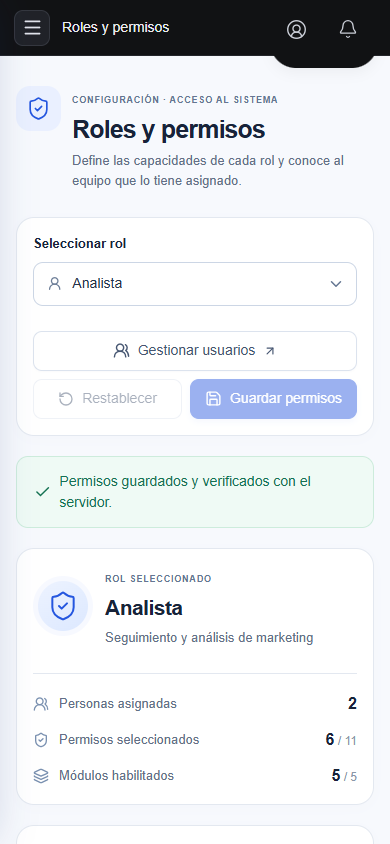 Roles y permisos
CONFIGURACIÓN · ACCESO AL SISTEMA
Roles y permisos
Define las capacidades de cada rol y conoce al
equipo que lo tiene asignado.
Seleccionar rol
Analista
Gestionar usuarios
Restablecer
Guardar permisos
Permisos guardados y verificados con el
servidor.
ROL SELECCIONADO
Analista
Seguimiento y análisis de marketing
Personas asignadas 2
Permisos seleccionados 6 / 11
Módulos habilitados 5 / 5